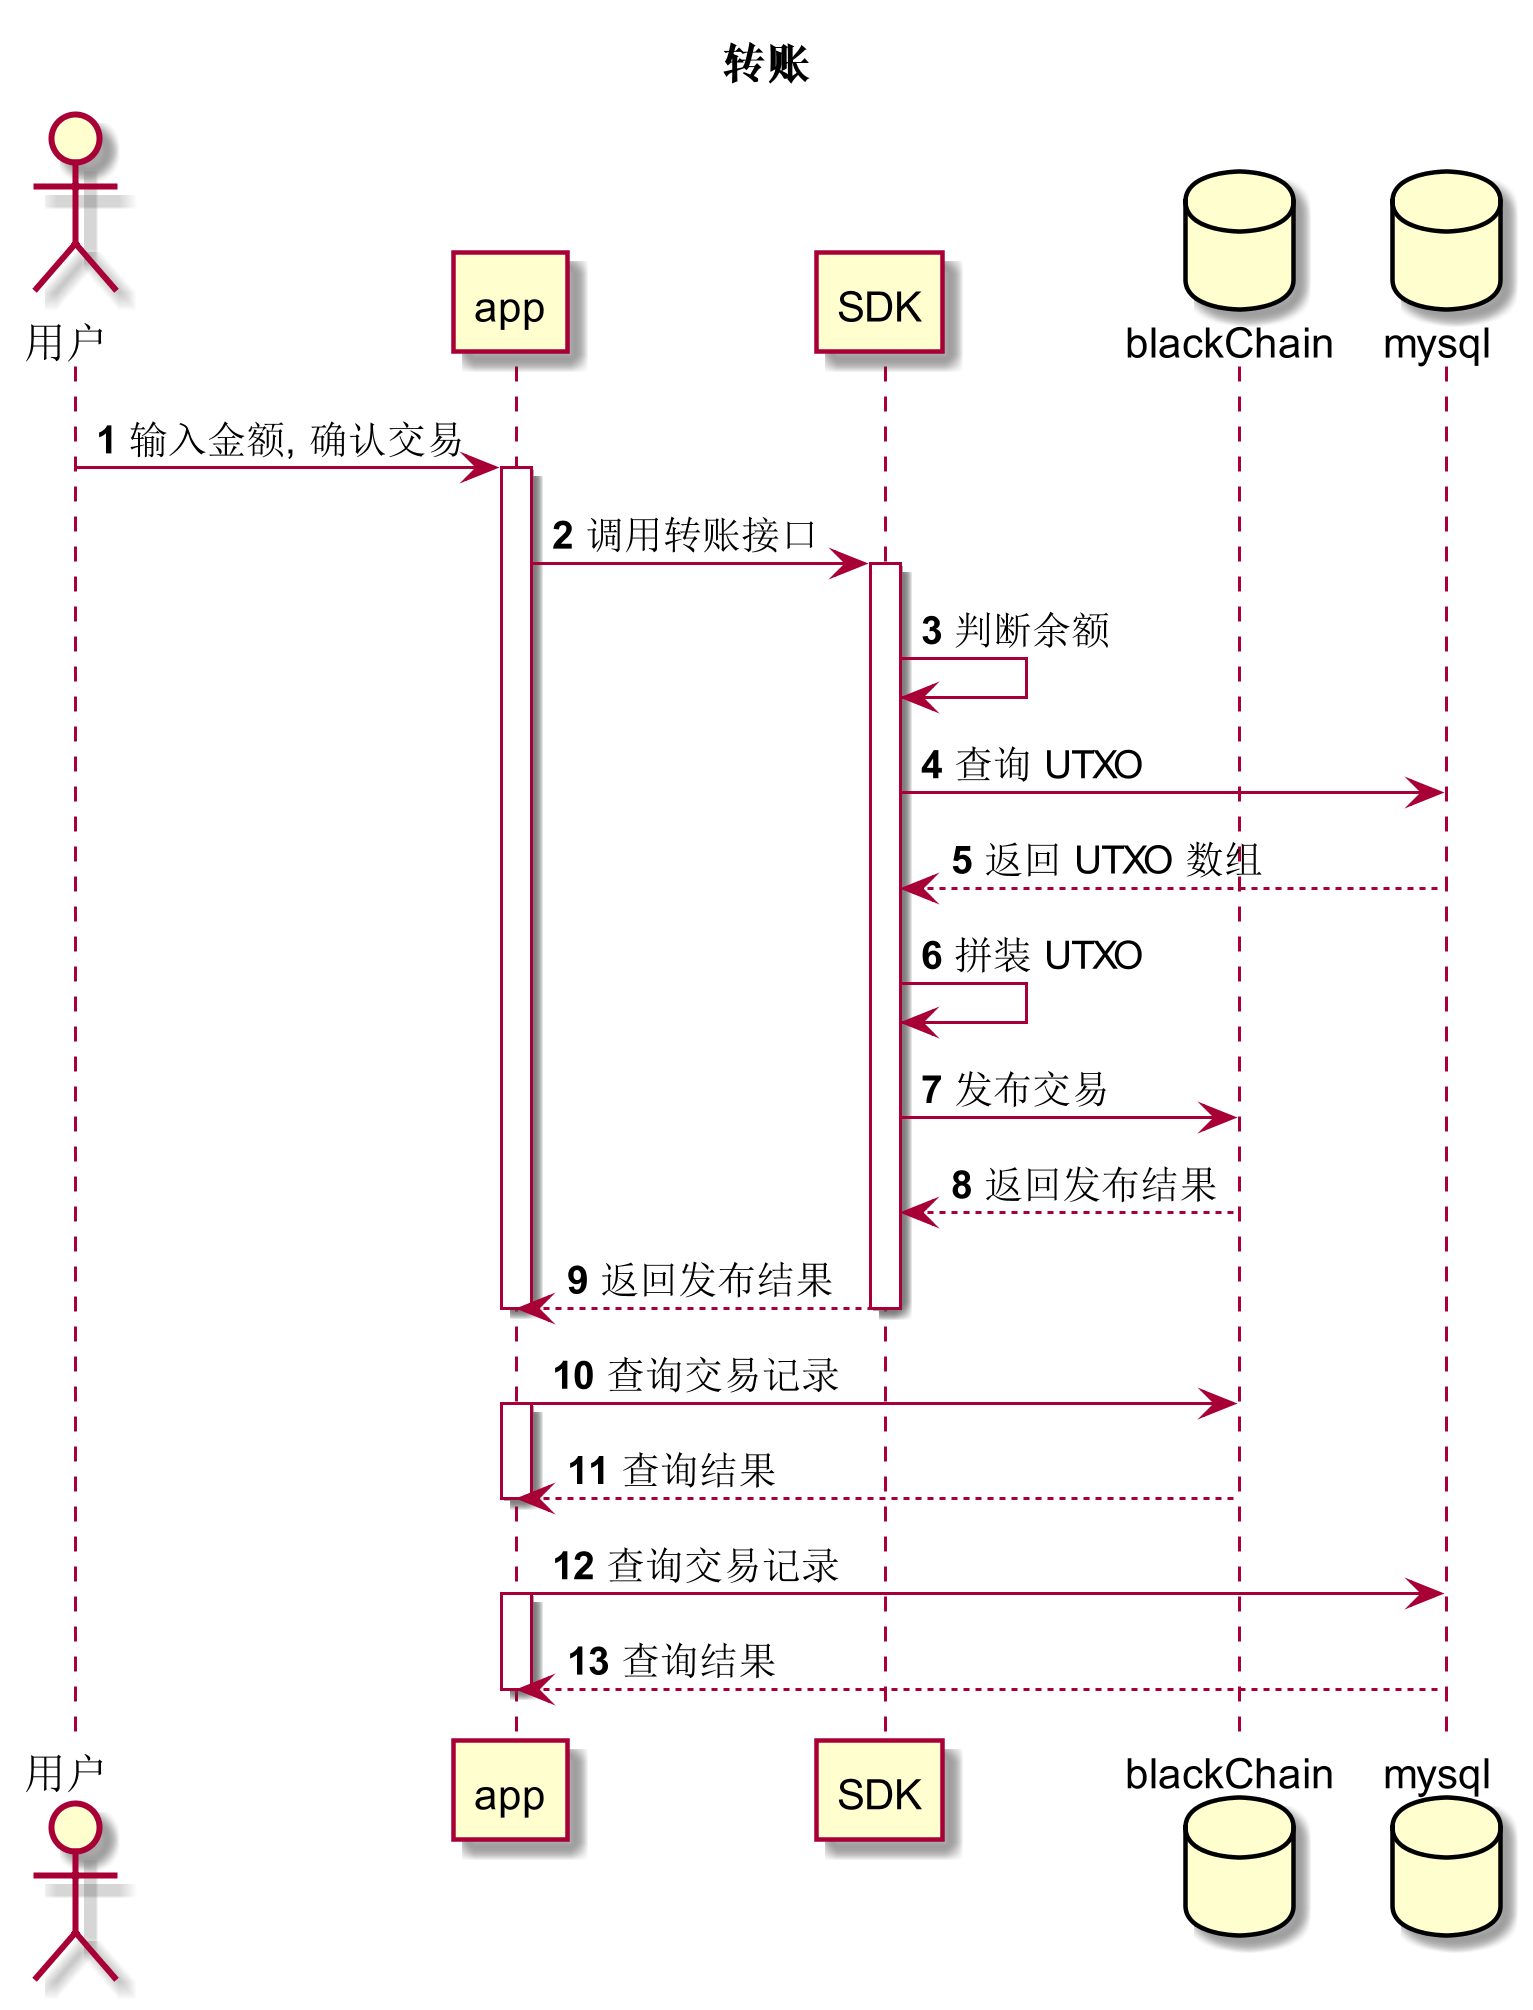 转账
用户
app
SDK
blackChain
mysql
1 输入金额, 确认交易
2 调用转账接口
3 判断余额
4 查询 UTXO
5 返回 UTXO 数组
6 拼装 UTXO
7 发布交易
8 返回发布结果
9 返回发布结果
10 查询交易记录
11 查询结果
12 查询交易记录
13 查询结果
用户
app
SDK
blackChain
mysql